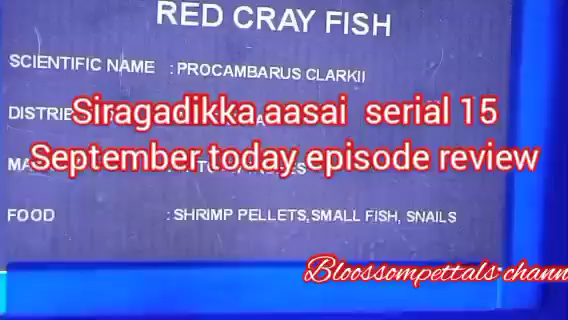 RED CRAY FISH
SCIENTIFIC NAME : PROCAMBARUS CLARKII
Siragadikka aasai serial 15
September today episode review
FOOD : SHRIMP PELLETS,SMALL FISH, SNAILS
Bloossompettals chann